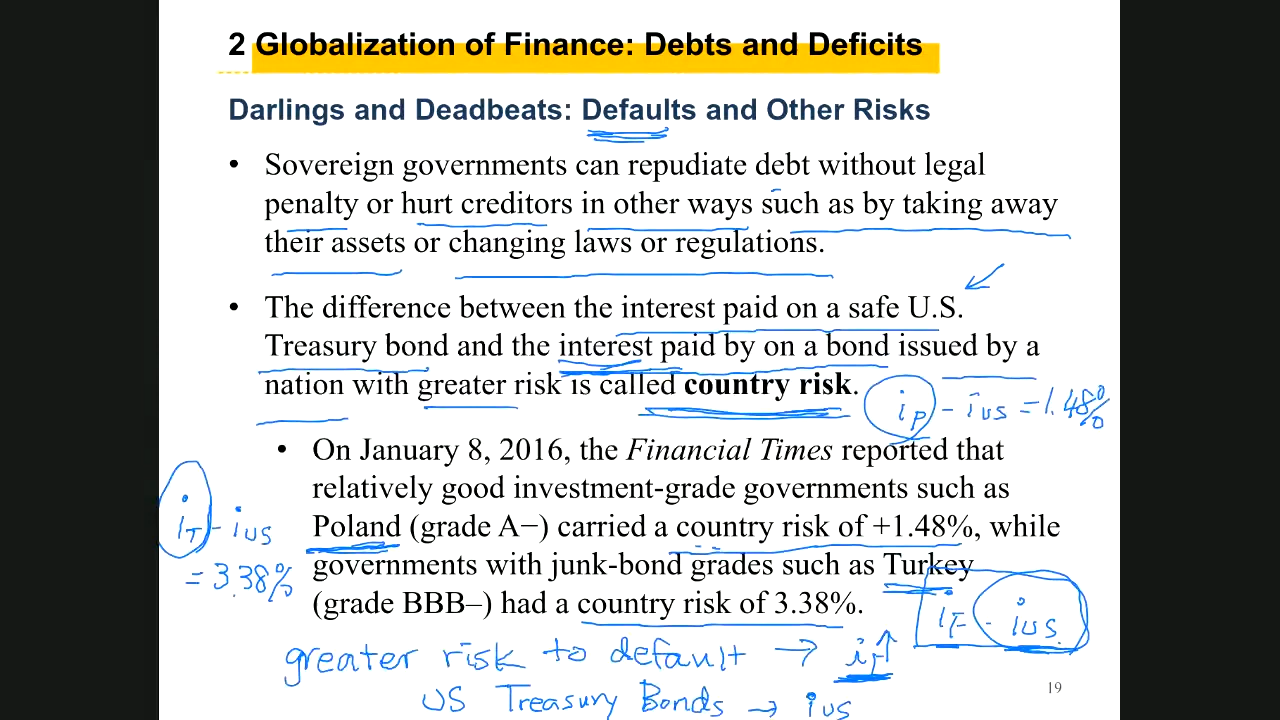 2 Globalization of Finance: Debts and Deficits
Darlings and Deadbeats: Defaults and Other Risks
• Sovereign governments can repudiate debt without legal
penalty or hurt creditors in other ways such as by taking away
their assets or changing laws or regulations.
• The difference between the interest paid on a safe U.S.
Treasury bond and the interest paid by on a bond issued by a
nation with greater risk is called country risk.
iP - iUS = 1.48%
• On January 8, 2016, the Financial Times reported that
relatively good investment-grade governments such as
Poland (grade A−) carried a country risk of +1.48%, while
governments with junk-bond grades such as Turkey
(grade BBB–) had a country risk of 3.38%.
iT - iUS
= 3.38%
iF - iUS
greater risk to default → iF↑
US Treasury Bonds → iUS
19